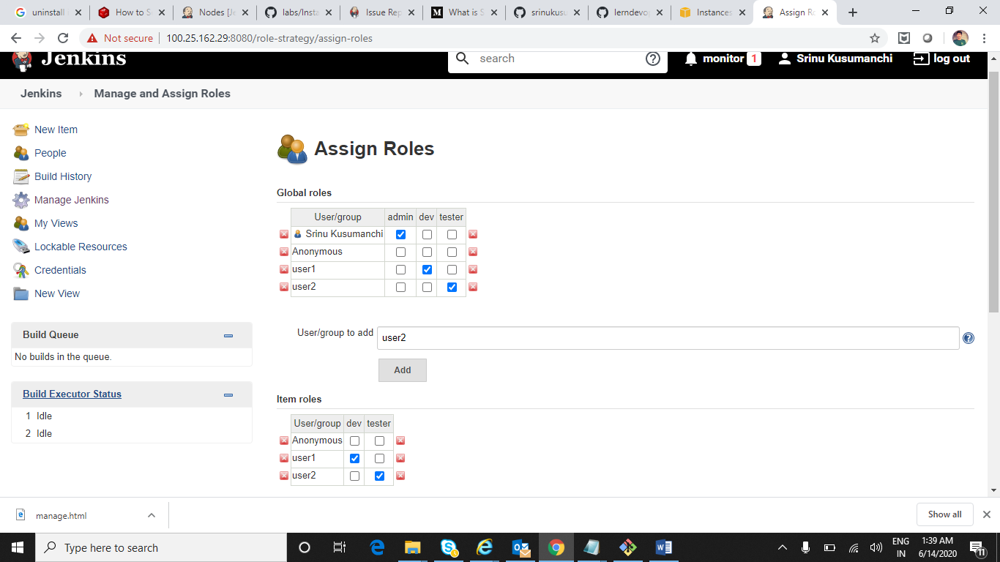 uninstall
How to S
Nodes [Je
labs/Insta
Issue Rep
What is S
srinukusu
lerndevop
Instances
Assign Ro
Not secure
100.25.162.29:8080/role-strategy/assign-roles
Jenkins
search
monitor 1
Srinu Kusumanchi
log out
Jenkins
Manage and Assign Roles
New Item
People
Build History
Manage Jenkins
My Views
Lockable Resources
Credentials
New View
Build Queue
No builds in the queue.
Build Executor Status
1 Idle
2 Idle
Assign Roles
Global roles
User/group admin dev tester
Srinu Kusumanchi
Anonymous
user1
user2
User/group to add user2
Add
Item roles
User/group dev tester
Anonymous
user1
user2
manage.html
Show all
Type here to search
ENG
IN
1:39 AM
6/14/2020
11